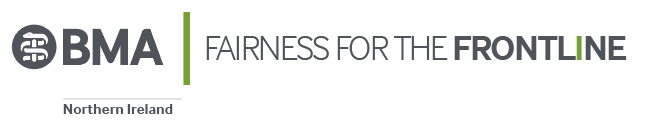 BMA
FAIRNESS FOR THE FRONTLINE
Northern Ireland